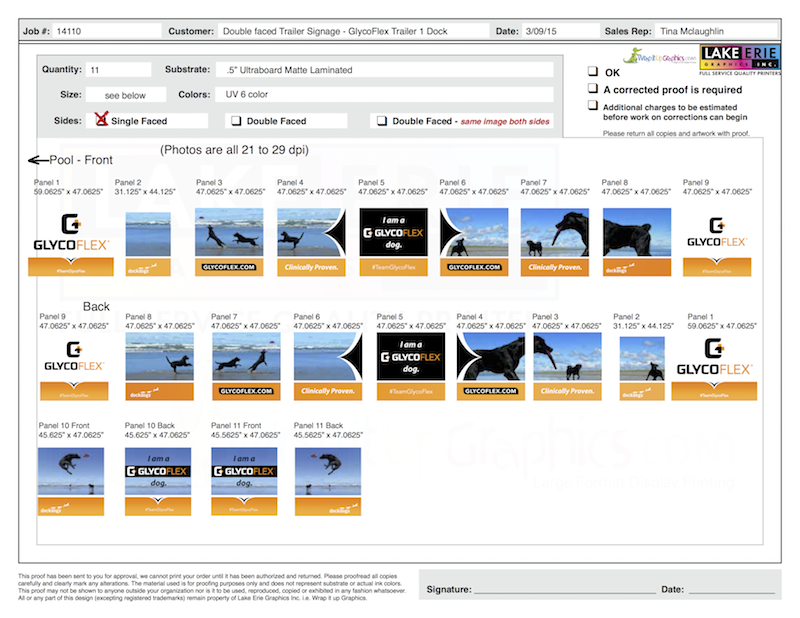 Job #: 14110 Customer: Double faced Trailer Signage - GlycoFlex Trailer 1 Dock Date: 3/09/15 Sales Rep: Tina Mclaughlin
Quantity: 11 Substrate: .5" Ultraboard Matte Laminated
Size: see below Colors: UV 6 color
Sides: Single Faced Double Faced Double Faced - same image both sides
WrapitupGraphics.com
LAKE ERIE
GRAPHICS INC.
FULL SERVICE QUALITY PRINTERS
OK
A corrected proof is required
Additional charges to be estimated
before work on corrections can begin
Please return all copies and artwork with proof.
(Photos are all 21 to 29 dpi)
Pool - Front
Panel 1 Panel 2 Panel 3 Panel 4 Panel 5 Panel 6 Panel 7 Panel 8 Panel 9
59.0625" x 47.0625" 31.125" x 44.125" 47.0625" x 47.0625" 47.0625" x 47.0625" 47.0625" x 47.0625" 47.0625" x 47.0625" 47.0625" x 47.0625" 47.0625" x 47.0625" 47.0625" x 47.0625"
GLYCOFLEX I am a GLYCOFLEX dog. GLYCOFLEX
#TeamGlycoFlex dockdogs GLYCOFLEX.COM Clinically Proven. #TeamGlycoFlex GLYCOFLEX.COM Clinically Proven. dockdogs #TeamGlycoFlex
Back
Panel 9 Panel 8 Panel 7 Panel 6 Panel 5 Panel 4 Panel 3 Panel 2 Panel 1
47.0625" x 47.0625" 47.0625" x 47.0625" 47.0625" x 47.0625" 47.0625" x 47.0625" 47.0625" x 47.0625" 47.0625" x 47.0625" 47.0625" x 47.0625" 31.125" x 44.125" 59.0625" x 47.0625"
GLYCOFLEX I am a GLYCOFLEX dog. GLYCOFLEX
#TeamGlycoFlex dockdogs GLYCOFLEX.COM Clinically Proven. #TeamGlycoFlex GLYCOFLEX.COM Clinically Proven. dockdogs #TeamGlycoFlex
Panel 10 Front Panel 10 Back Panel 11 Front Panel 11 Back
45.625" x 47.0625" 45.625" x 47.0625" 45.5625" x 47.0625" 45.5625" x 47.0625"
I am a I am a
GLYCOFLEX GLYCOFLEX
dog. dog.
dockdogs #TeamGlycoFlex #TeamGlycoFlex dockdogs
This proof has been sent to you for approval, we cannot print your order until it has been authorized and returned. Please proofread all copies
carefully and clearly mark any alterations. The material used is for proofing purposes only and does not represent substrate or actual ink colors.
This proof may not be shown to anyone outside your organization nor is it to be used, reproduced, copied or exhibited in any fashion whatsoever.
All or any part of this design (excepting registered trademarks) remain property of Lake Erie Graphics Inc. i.e. Wrap it up Graphics.
Signature: Date: